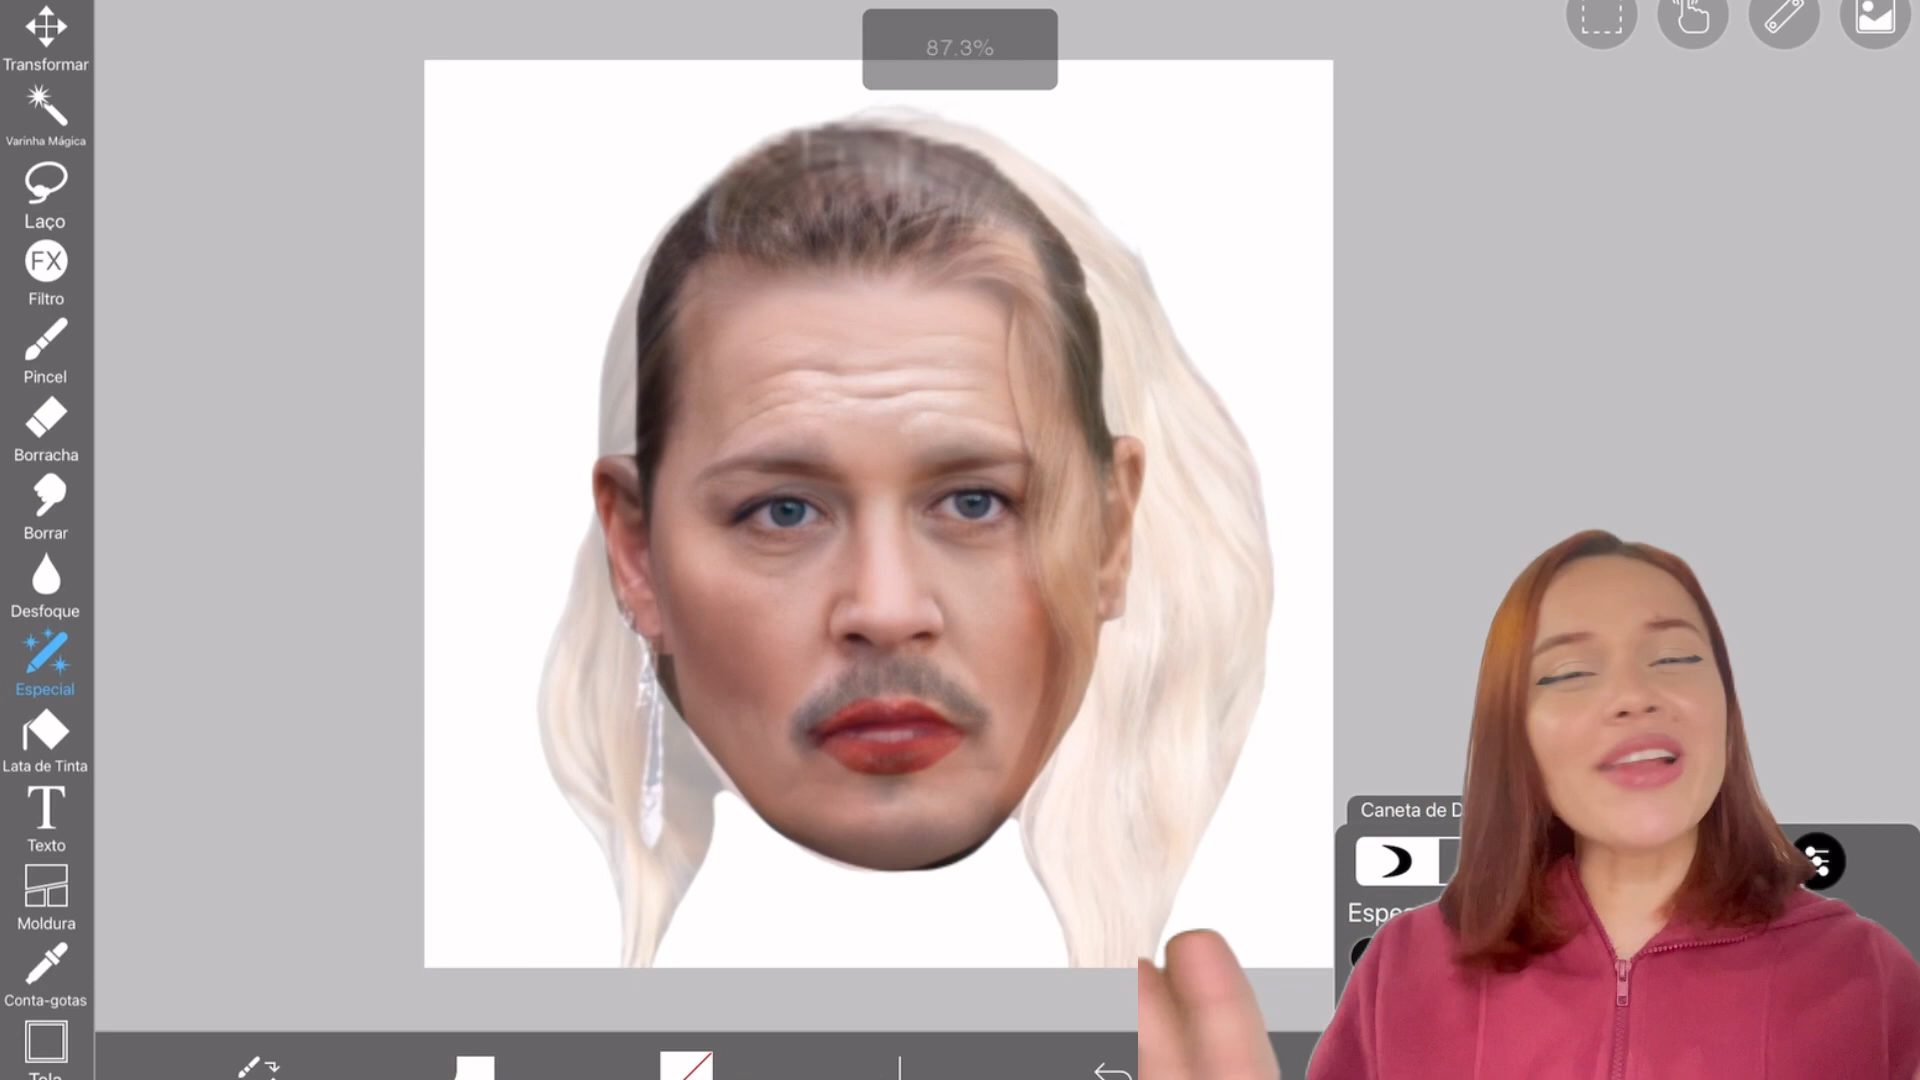 87.3%
Transformar
Varinha Mágica
Laço
FX
Filtro
Pincel
Borracha
Borrar
Desfoque
Especial
Lata de Tinta
T
Texto
Moldura
Conta-gotas
Tela
Caneta de D
Espe